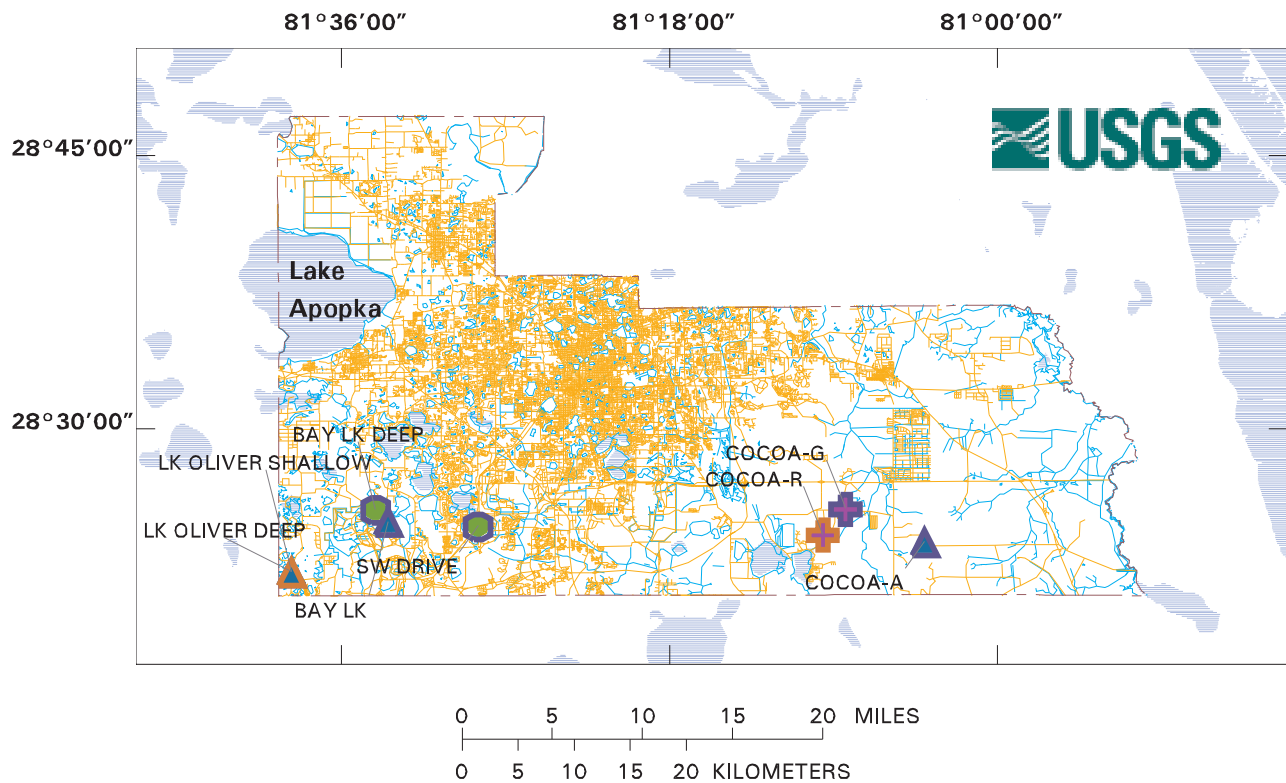 81°36′00″ 81°18′00″ 81°00′00″
USGS
28°45′00″
Lake
Apopka
28°30′00″
BAY LK DEEP
COCOA-G
LK OLIVER SHALLOW
COCOA-R
LK OLIVER DEEP
SW DRIVE
COCOA-A
BAY LK
0 5 10 15 20 MILES
0 5 10 15 20 KILOMETERS